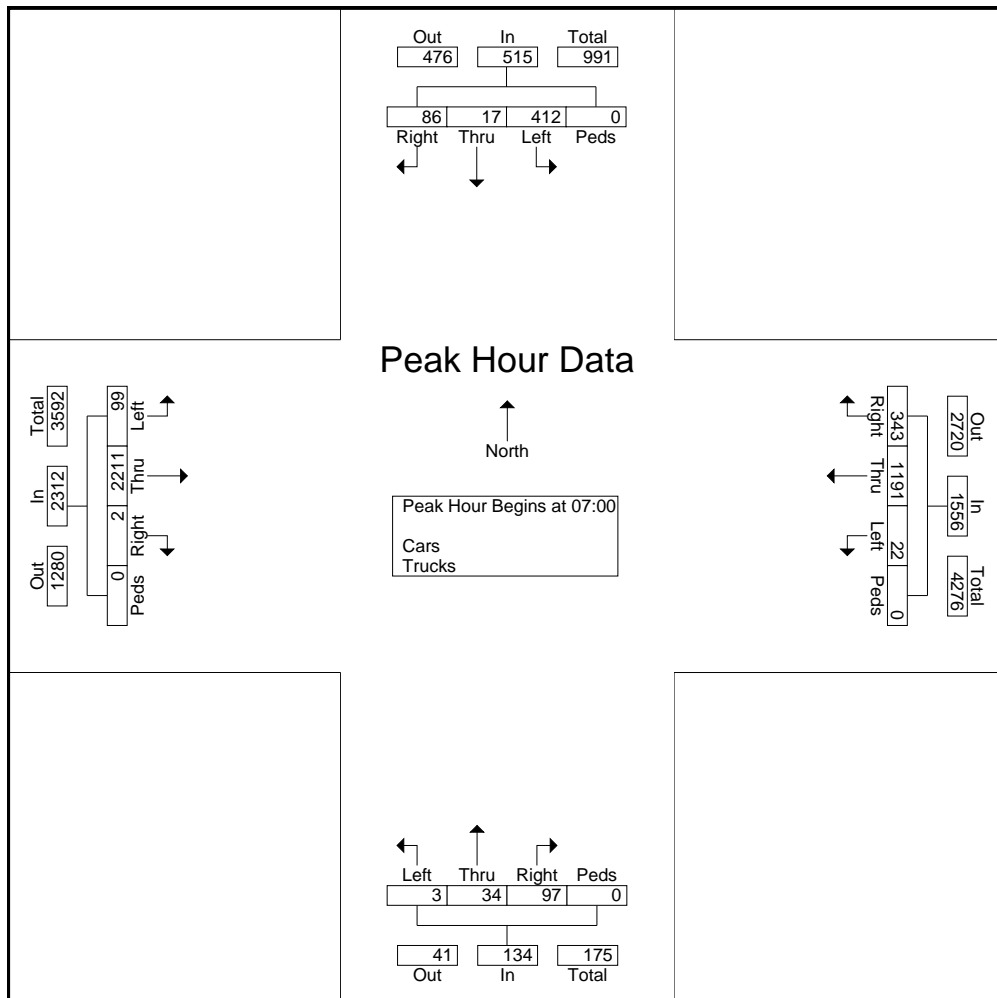 Out In Total
476 515 991
86 17 412 0
Right Thru Left Peds
Peak Hour Data
North
Peak Hour Begins at 07:00
Cars
Trucks
Total In Out
3592 2312 1280
99 2211 2 0
Left Thru Right Peds
Out In Total
2720 1556 4276
343 1191 22 0
Right Thru Left Peds
Left Thru Right Peds
3 34 97 0
41 134 175
Out In Total